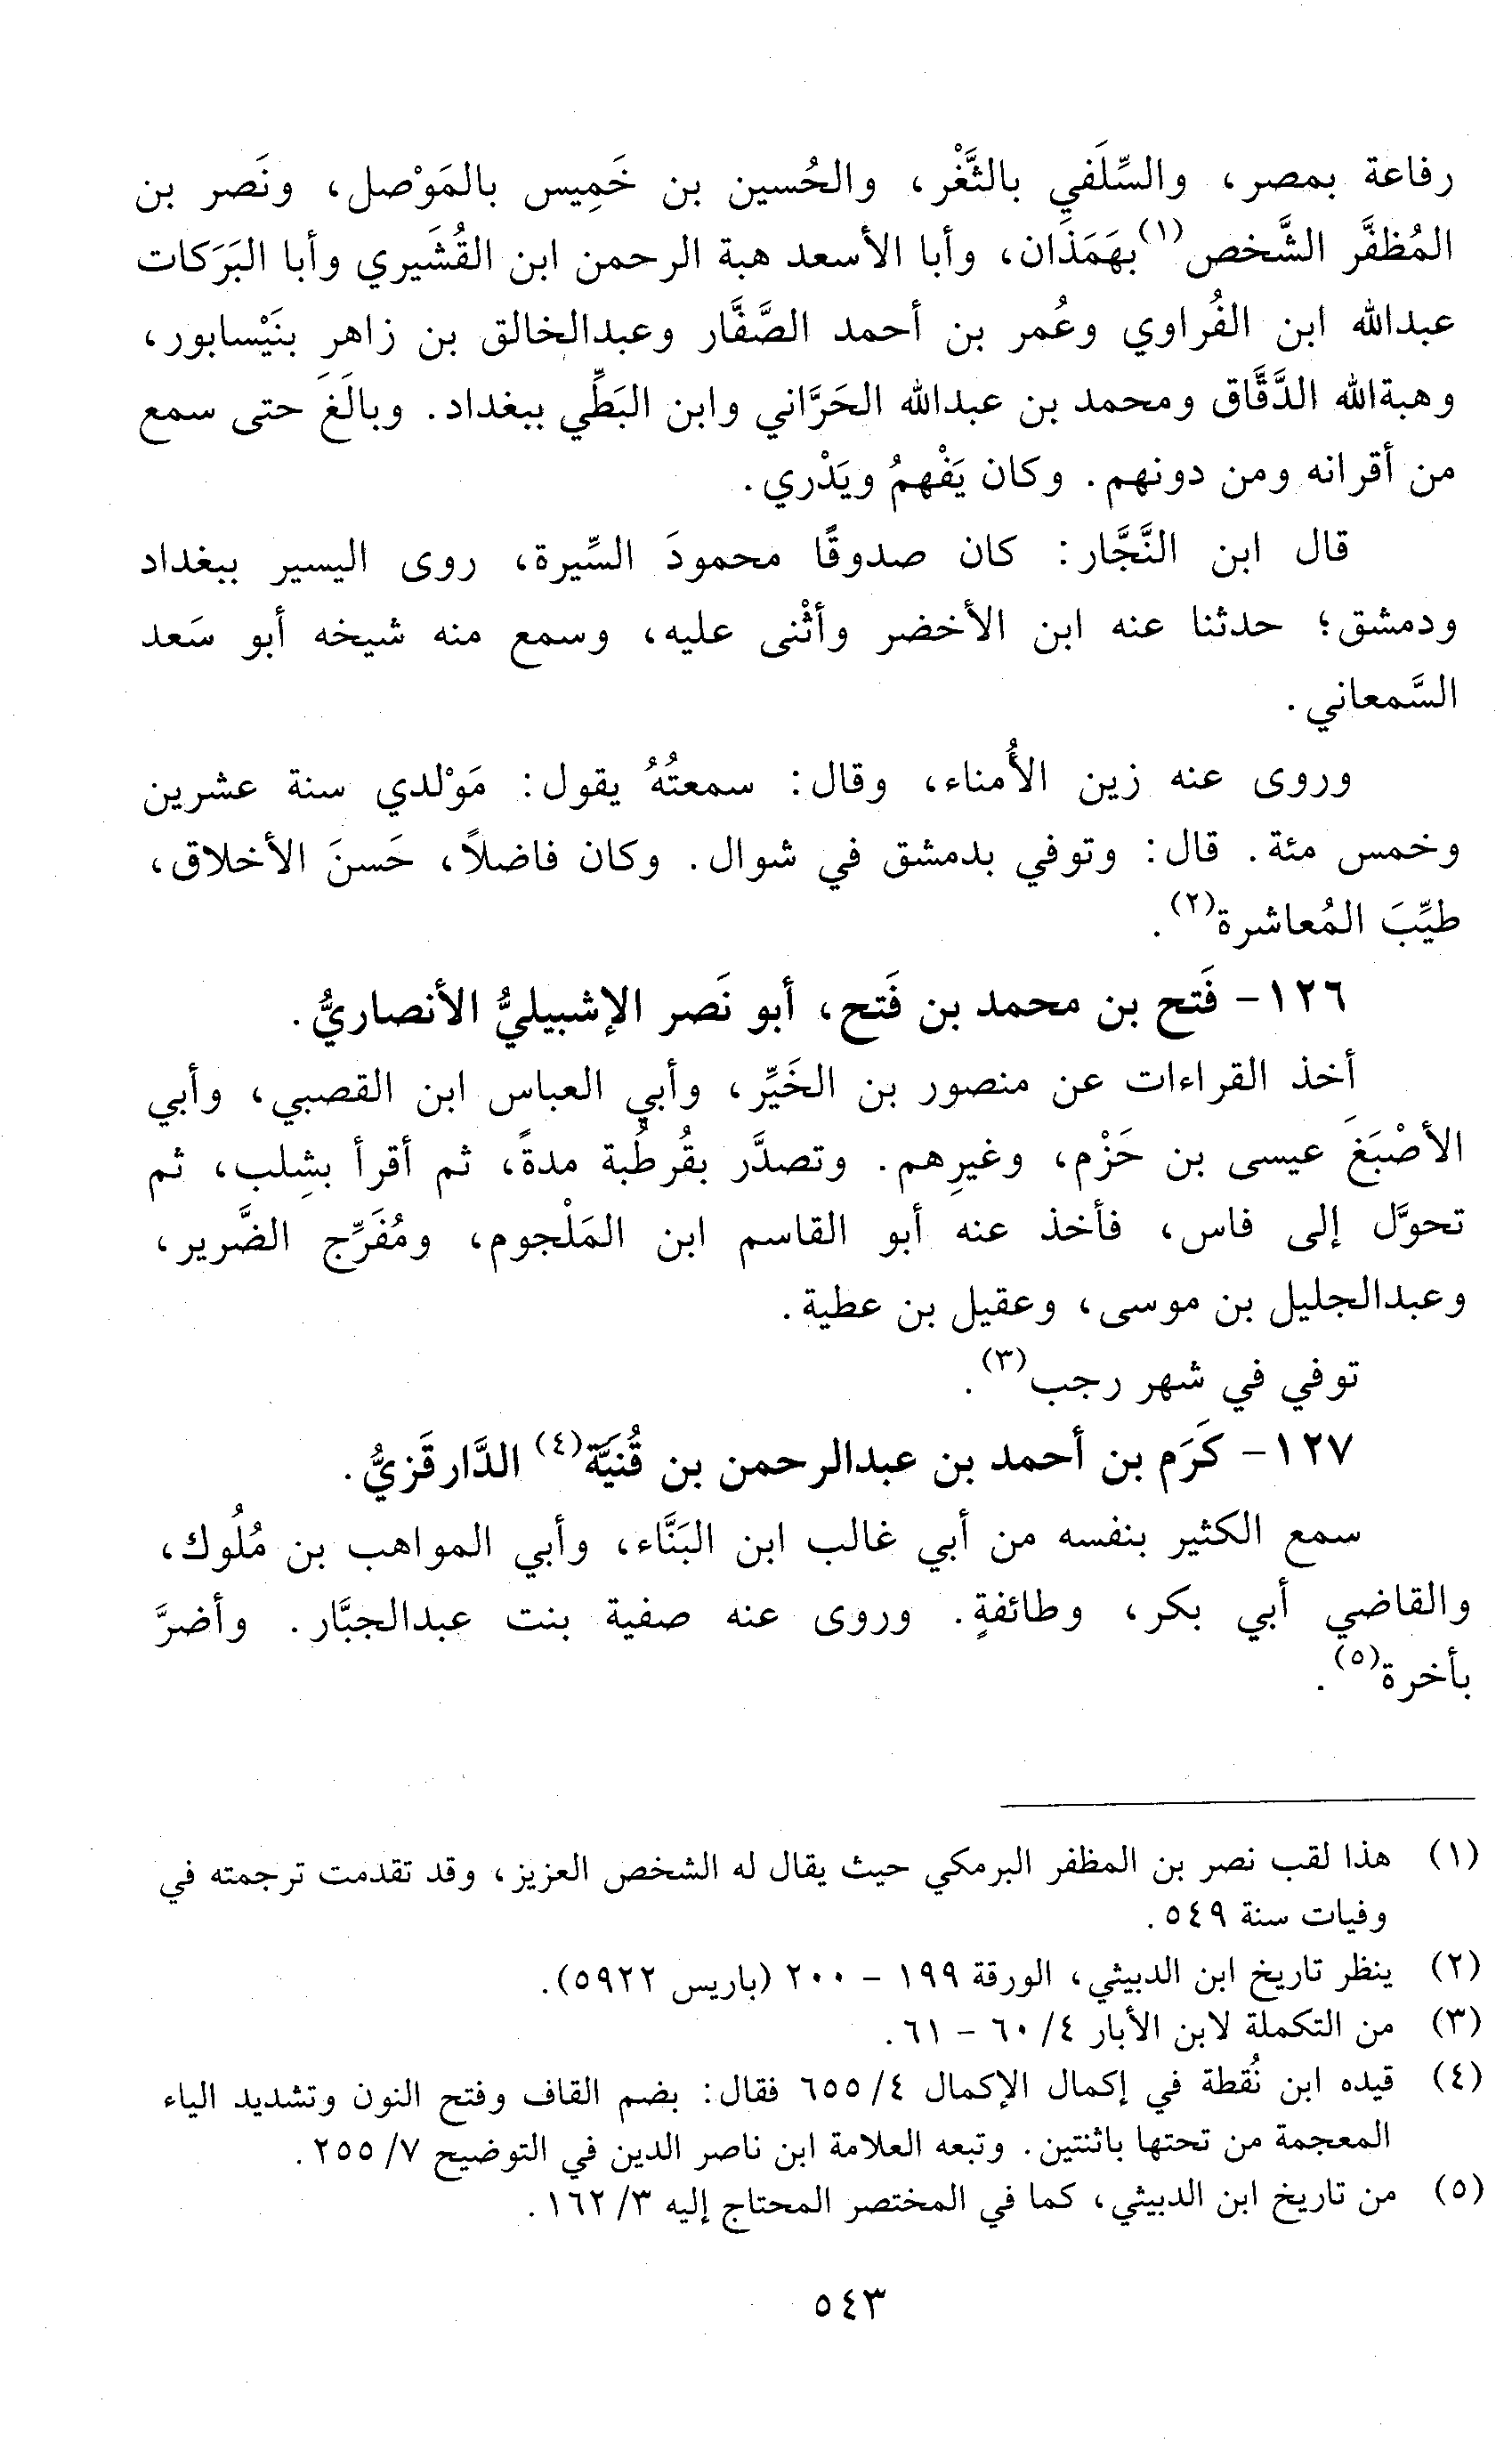 رفاعة بمصر، والسِّلَفي بالثَّغْر، والحُسين بن خَمِيس بالمَوْصل، ونَصر بن
المُظفَّر الشَّخص(١) بهَمَذَان، وأبا الأسعد هبة الرحمن ابن القُشَيري وأبا البَرَكات
عبدالله ابن الفُراوي وعُمر بن أحمد الصَّفَّار وعبدالخالق بن زاهر بنَيْسابور،
وهبةالله الدَّقَّاق ومحمد بن عبدالله الحَرَّاني وابن البَطِّي ببغداد. وبالَغَ حتى سمع
من أقرانه ومن دونهم. وكان يَفْهمُ ويَدْري.
قال ابن النَّجَّار: كان صدوقًا محمودَ السِّيرة، روى اليسير ببغداد
ودمشق؛ حدثنا عنه ابن الأخضر وأثْنى عليه، وسمع منه شيخه أبو سَعد
السَّمعاني.
وروى عنه زين الأُمناء، وقال: سمعتُهُ يقول: مَوْلدي سنة عشرين
وخمس مئة. قال: وتوفي بدمشق في شوال. وكان فاضلاً، حَسنَ الأخلاق،
طيِّبَ المُعاشرة(٢).
١٢٦- فَتح بن محمد بن فَتح، أبو نَصر الإشبيليُّ الأنصاريُّ.
أخذ القراءات عن منصور بن الخَيِّر، وأبي العباس ابن القصبي، وأبي
الأصْبَغَ عيسى بن حَزْم، وغيرِهم. وتصدَّر بقُرطُبة مدةً، ثم أقرأ بشِلب، ثم
تحوَّل إلى فاس، فأخذ عنه أبو القاسم ابن المَلْجوم، ومُفَرِّج الضَّرير،
وعبدالجليل بن موسى، وعقيل بن عطية.
توفي في شهر رجب(٣).
١٢٧- كَرَم بن أحمد بن عبدالرحمن بن قُنَيَّة(٤) الدَّارقَزيُّ.
سمع الكثير بنفسه من أبي غالب ابن البَنَّاء، وأبي المواهب بن مُلُوك،
والقاضي أبي بكر، وطائفةٍ. وروى عنه صفية بنت عبدالجبَّار. وأضرَّ
بأخرة(٥).
(١) هذا لقب نصر بن المظفر البرمكي حيث يقال له الشخص العزيز، وقد تقدمت ترجمته في
وفيات سنة ٥٤٩.
(٢) ينظر تاريخ ابن الدبيثي، الورقة ١٩٩ - ٢٠٠ (باريس ٥٩٢٢).
(٣) من التكملة لابن الأبار ٤/ ٦٠ - ٦١.
(٤) قيده ابن نُقطة في إكمال الإكمال ٤/ ٦٥٥ فقال: بضم القاف وفتح النون وتشديد الياء
المعجمة من تحتها باثنتين. وتبعه العلامة ابن ناصر الدين في التوضيح ٧/ ٢٥٥.
(٥) من تاريخ ابن الدبيثي، كما في المختصر المحتاج إليه ٣/ ١٦٢.
٥٤٣